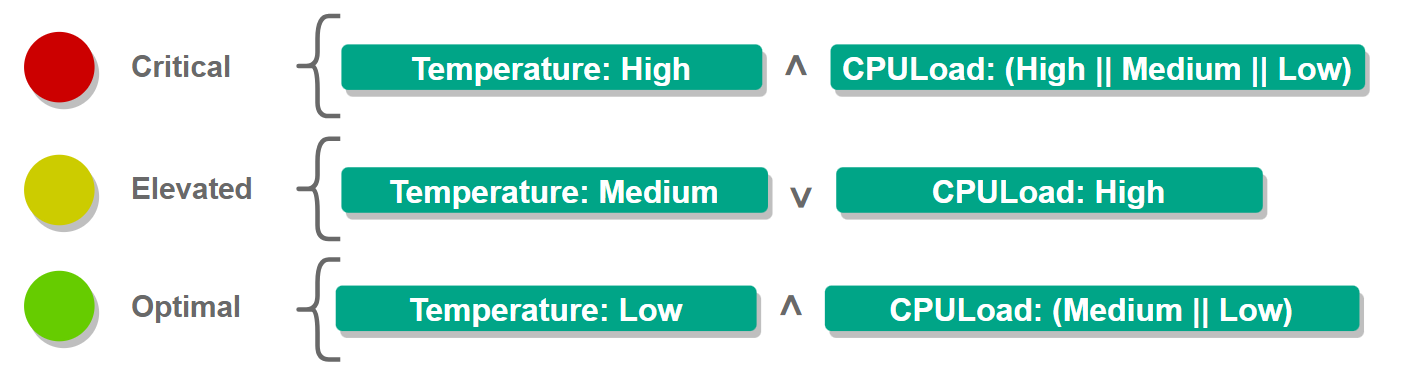 Critical Temperature: High ∧ CPULoad: (High || Medium || Low)
Elevated Temperature: Medium ∨ CPULoad: High
Optimal Temperature: Low ∧ CPULoad: (Medium || Low)